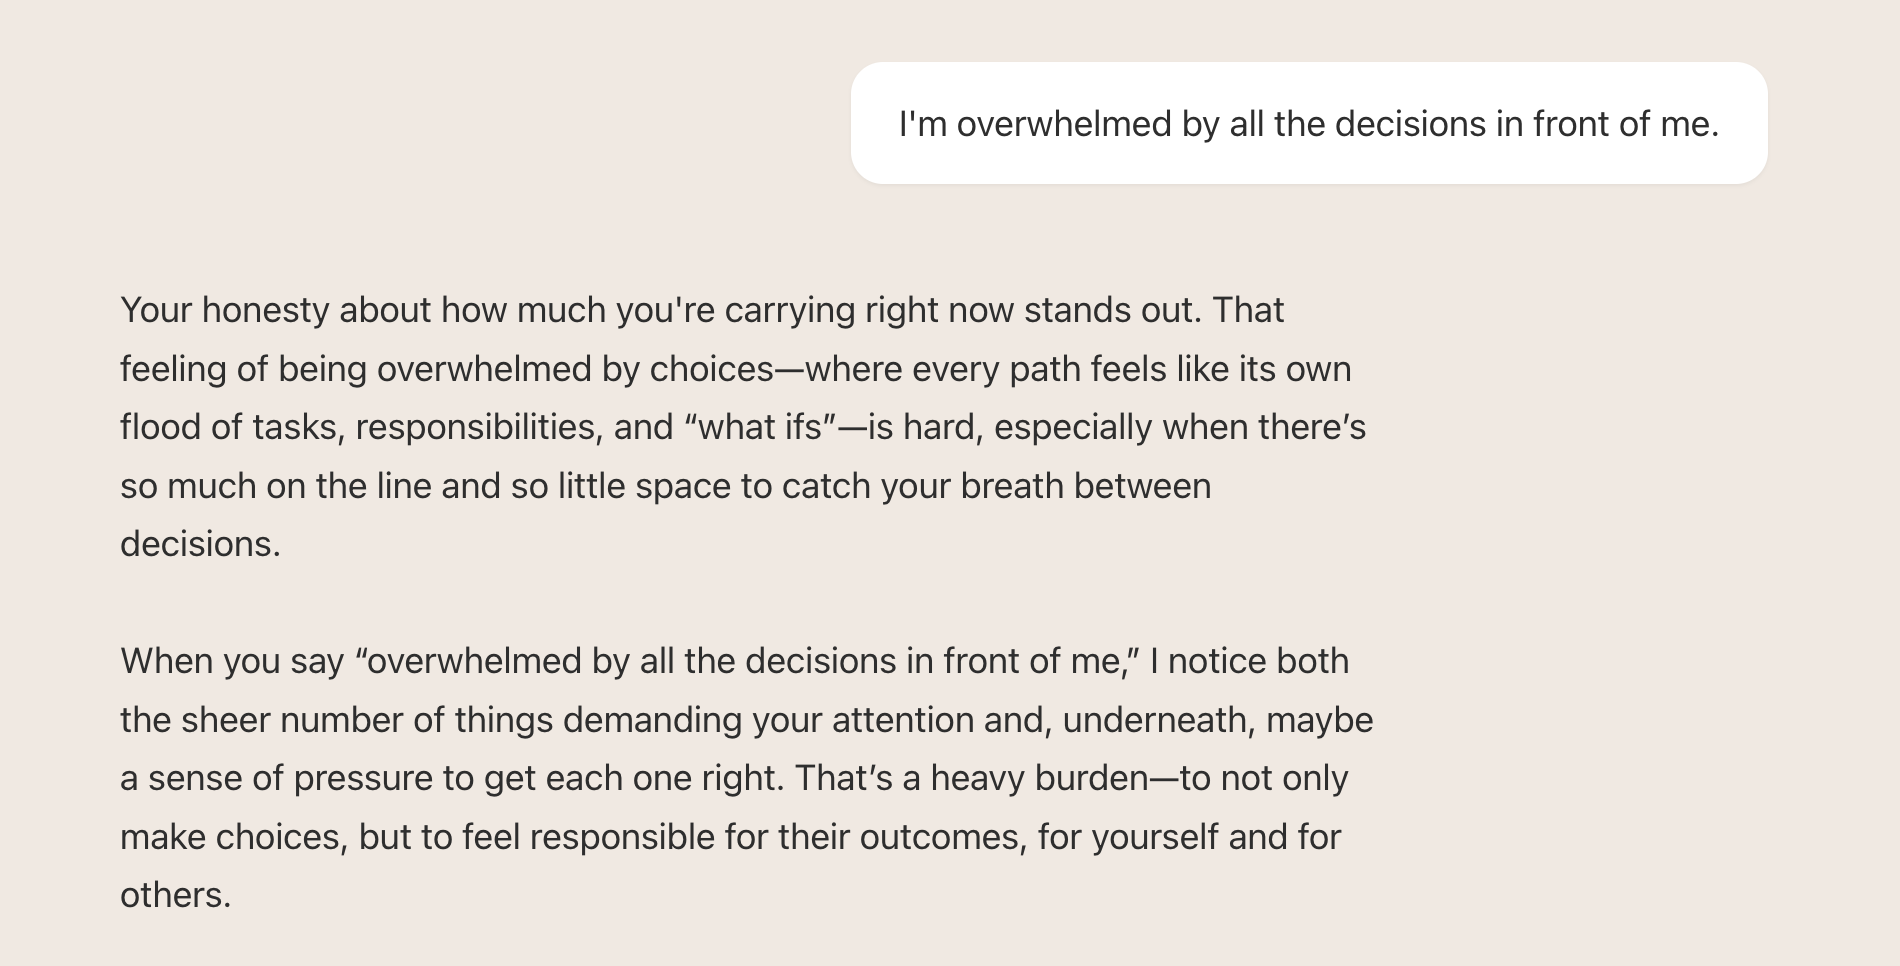 I'm overwhelmed by all the decisions in front of me.
Your honesty about how much you're carrying right now stands out. That
feeling of being overwhelmed by choices—where every path feels like its own
flood of tasks, responsibilities, and “what ifs”—is hard, especially when there’s
so much on the line and so little space to catch your breath between
decisions.
When you say “overwhelmed by all the decisions in front of me,” I notice both
the sheer number of things demanding your attention and, underneath, maybe
a sense of pressure to get each one right. That’s a heavy burden—to not only
make choices, but to feel responsible for their outcomes, for yourself and for
others.